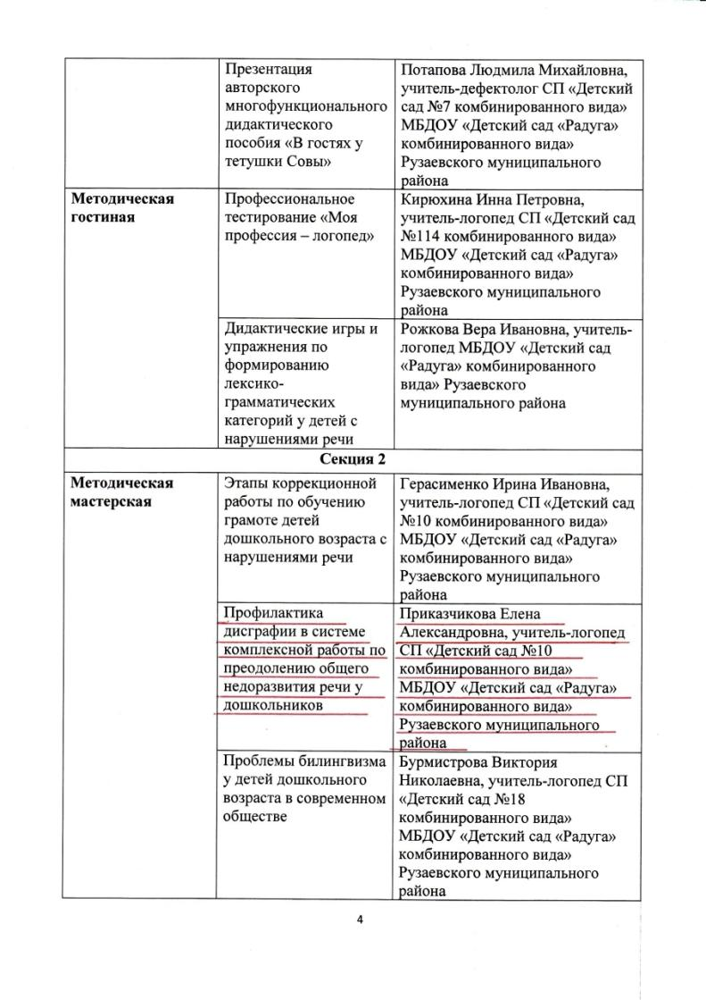 Презентация
авторского
многофункционального
дидактического
пособия «В гостях у
тетушки Совы»
Потапова Людмила Михайловна,
учитель-дефектолог СП «Детский
сад №7 комбинированного вида»
МБДОУ «Детский сад «Радуга»
комбинированного вида»
Рузаевского муниципального
района
Методическая
гостиная
Профессиональное
тестирование «Моя
профессия – логопед»
Кирюхина Инна Петровна,
учитель-логопед СП «Детский сад
№114 комбинированного вида»
МБДОУ «Детский сад «Радуга»
комбинированного вида»
Рузаевского муниципального
района
Дидактические игры и
упражнения по
формированию
лексико-
грамматических
категорий у детей с
нарушениями речи
Рожкова Вера Ивановна, учитель-
логопед МБДОУ «Детский сад
«Радуга» комбинированного
вида» Рузаевского
муниципального района
Секция 2
Методическая
мастерская
Этапы коррекционной
работы по обучению
грамоте детей
дошкольного возраста с
нарушениями речи
Герасименко Ирина Ивановна,
учитель-логопед СП «Детский сад
№10 комбинированного вида»
МБДОУ «Детский сад «Радуга»
комбинированного вида»
Рузаевского муниципального
района
Профилактика
дисграфии в системе
комплексной работы по
преодолению общего
недоразвития речи у
дошкольников
Приказчикова Елена
Александровна, учитель-логопед
СП «Детский сад №10
комбинированного вида»
МБДОУ «Детский сад «Радуга»
комбинированного вида»
Рузаевского муниципального
района
Проблемы билингвизма
у детей дошкольного
возраста в современном
обществе
Бурмистрова Виктория
Николаевна, учитель-логопед СП
«Детский сад №18
комбинированного вида»
МБДОУ «Детский сад «Радуга»
комбинированного вида»
Рузаевского муниципального
района
4